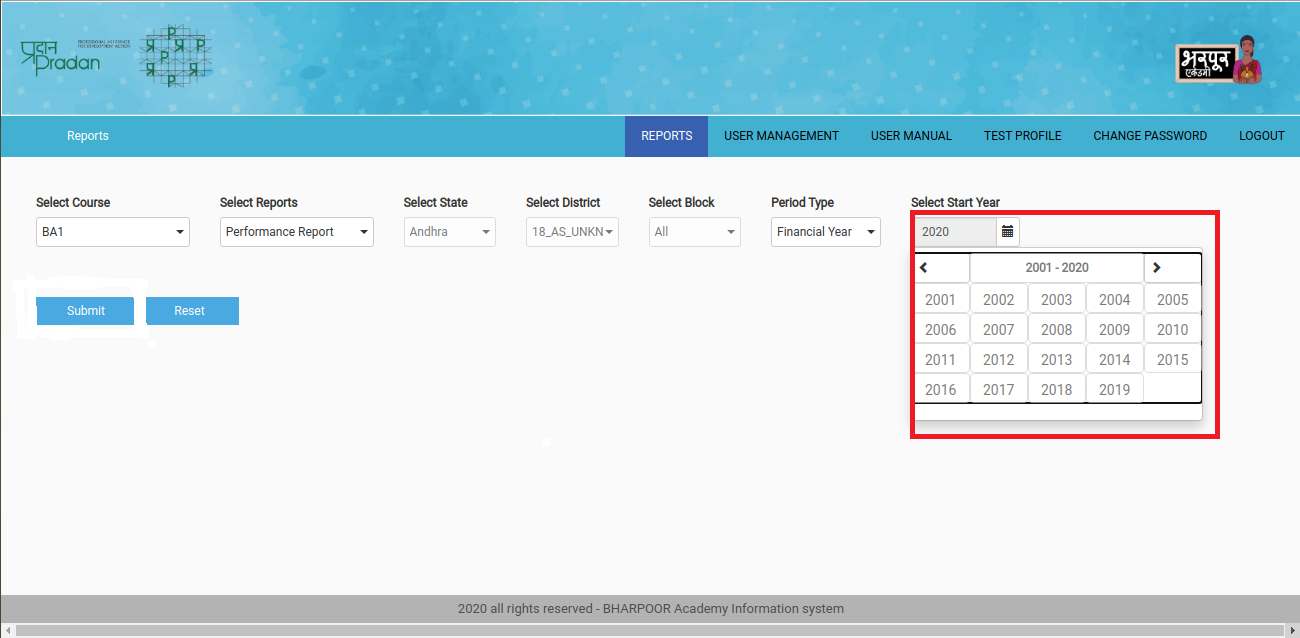 प्रदान
Pradan
PROFESSIONAL ASSISTANCE
FOR DEVELOPMENT ACTION
भरपूर
एकेडमी
Reports
REPORTS
USER MANAGEMENT
USER MANUAL
TEST PROFILE
CHANGE PASSWORD
LOGOUT
Select Course
Select Reports
Select State
Select District
Select Block
Period Type
Select Start Year
BA1
Performance Report
Andhra
18_AS_UNKN
All
Financial Year
2020
2001 - 2020
2001 2002 2003 2004 2005
2006 2007 2008 2009 2010
2011 2012 2013 2014 2015
2016 2017 2018 2019
Submit
Reset
2020 all rights reserved - BHARPOOR Academy Information system